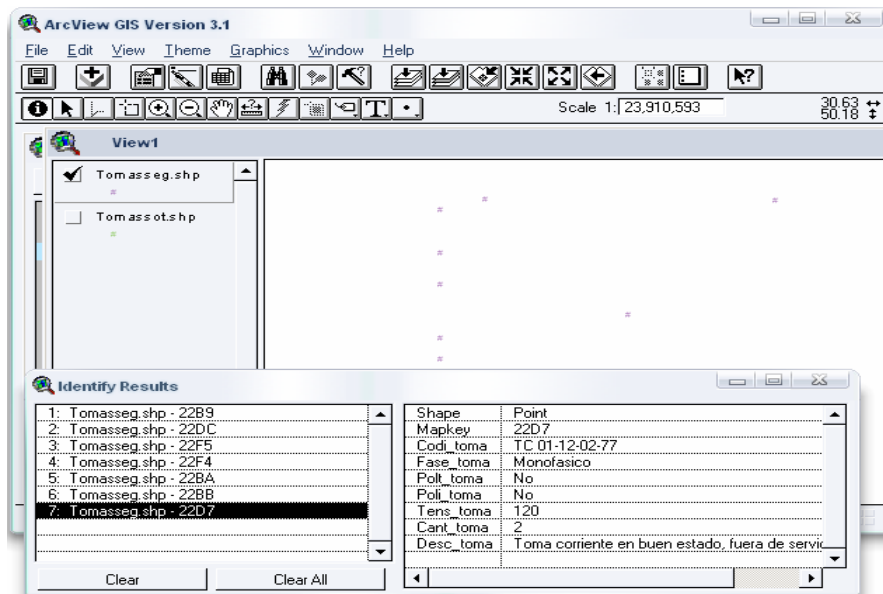 ArcView GIS Version 3.1
File Edit View Theme Graphics Window Help
Scale 1: 23,910,593
30.63
50.18
View1
Tomasseg.shp
Tomassot.shp
Identify Results
1: Tomasseg.shp - 22B9
2: Tomasseg.shp - 22DC
3: Tomasseg.shp - 22F5
4: Tomasseg.shp - 22F4
5: Tomasseg.shp - 22BA
6: Tomasseg.shp - 22BB
7: Tomasseg.shp - 22D7
Shape Point
Mapkey 22D7
Codi_toma TC 01-12-02-77
Fase_toma Monofasico
Polt_toma No
Poli_toma No
Tens_toma 120
Cant_toma 2
Desc_toma Toma corriente en buen estado, fuera de servic
Clear Clear All